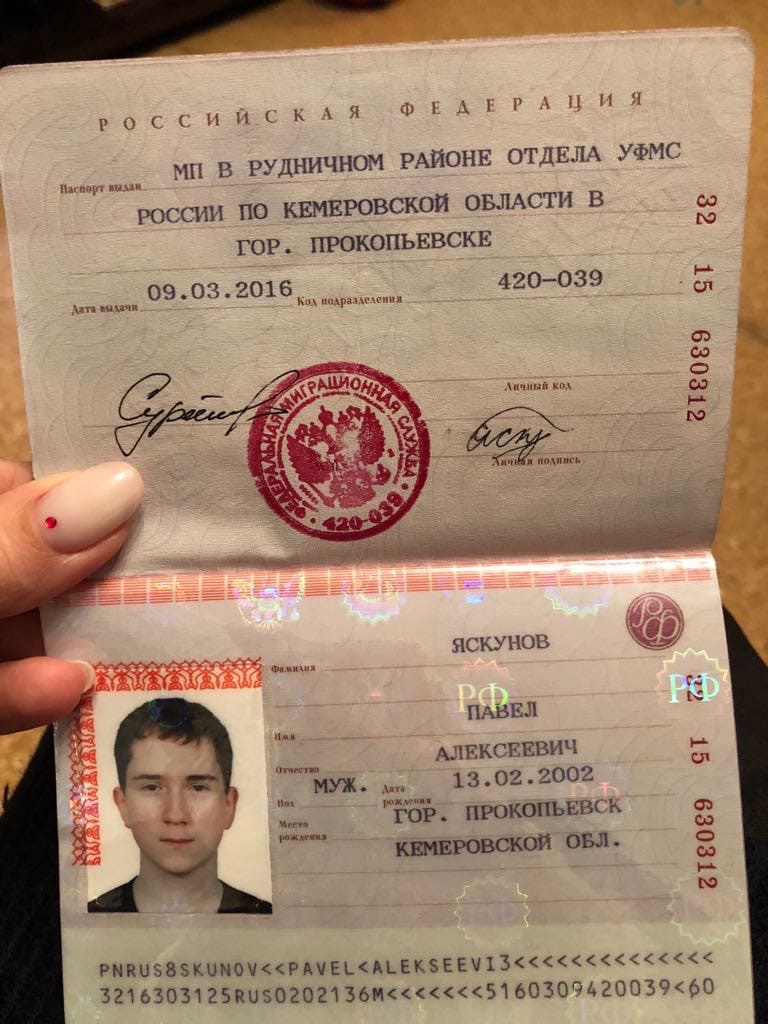 РОССИЙСКАЯ ФЕДЕРАЦИЯ
Паспорт выдан МП В РУДНИЧНОМ РАЙОНЕ ОТДЕЛА УФМС
РОССИИ ПО КЕМЕРОВСКОЙ ОБЛАСТИ В
ГОР. ПРОКОПЬЕВСКЕ
Дата выдачи 09.03.2016 Код подразделения 420-039
32 15 630312
Личный код
Личная подпись
ФЕДЕРАЛЬНАЯ МИГРАЦИОННАЯ СЛУЖБА
420-039
РФ
Фамилия ЯСКУНОВ
РФ
РФ
Имя ПАВЕЛ
Отчество АЛЕКСЕЕВИЧ
Пол МУЖ. Дата рождения 13.02.2002
Место рождения ГОР. ПРОКОПЬЕВСК
КЕМЕРОВСКОЙ ОБЛ.
32 15 630312
PNRUS8SKUNOV<<PAVEL<ALEKSEEVI3<<<<<<<<<<<<<<
3216303125RUS0202136M<<<<<<<5160309420039<60